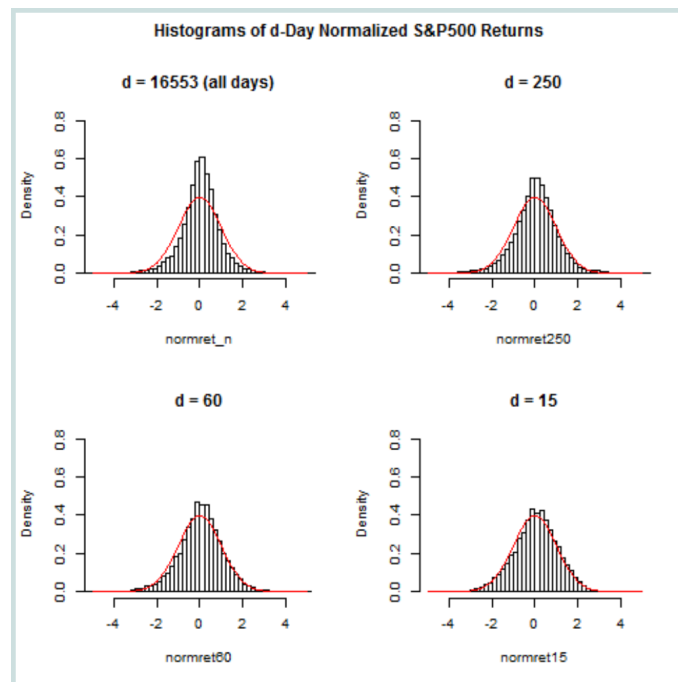 Histograms of d-Day Normalized S&P500 Returns
d = 16553 (all days)
d = 250
Density
0.0 0.2 0.4 0.6 0.8
-4 -2 0 2 4
normret_n
Density
0.0 0.2 0.4 0.6 0.8
-4 -2 0 2 4
normret250
d = 60
d = 15
Density
0.0 0.2 0.4 0.6 0.8
-4 -2 0 2 4
normret60
Density
0.0 0.2 0.4 0.6 0.8
-4 -2 0 2 4
normret15